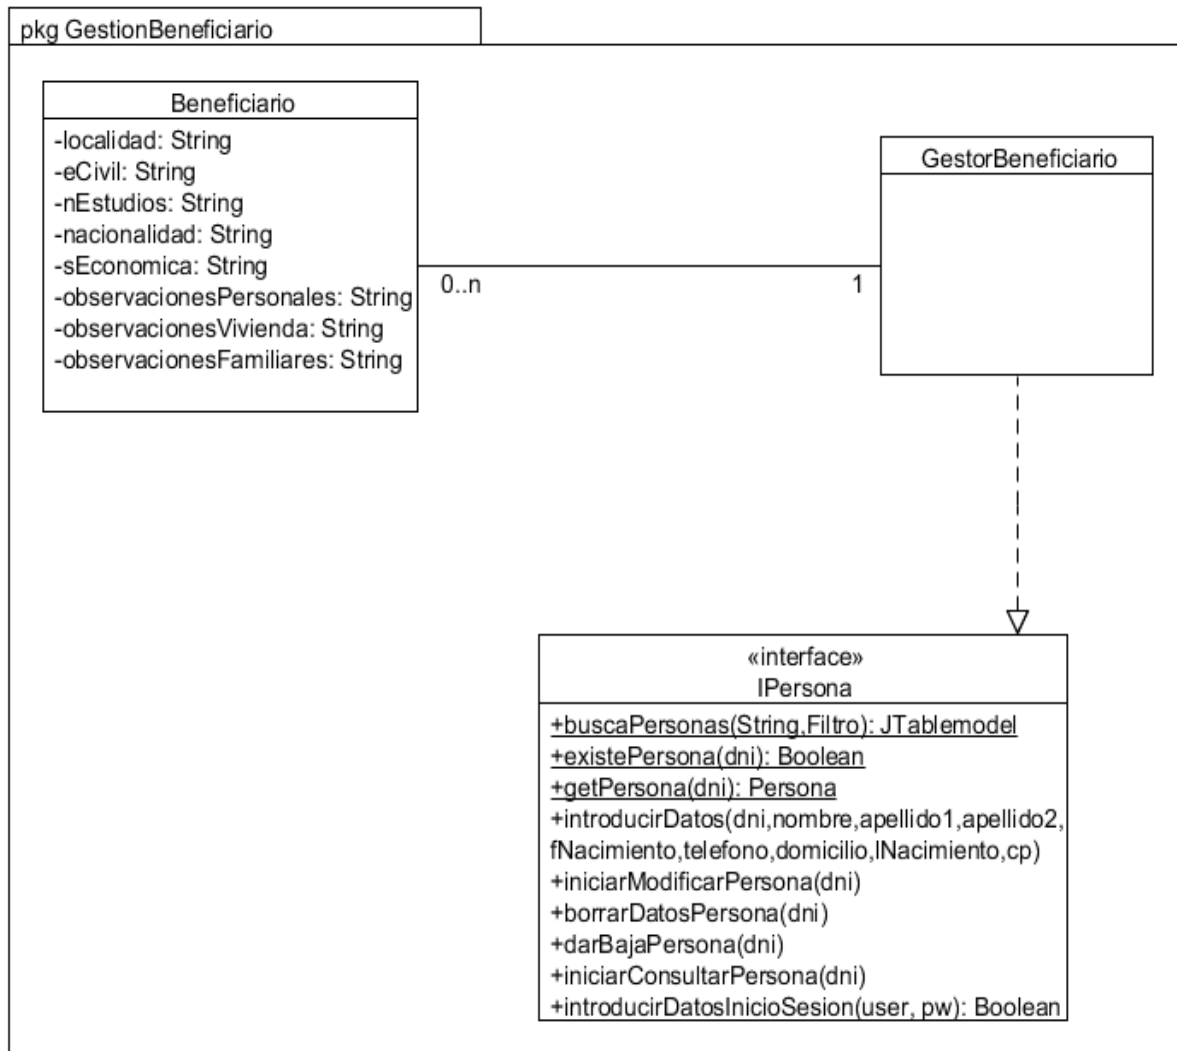 pkg GestionBeneficiario
Beneficiario
-localidad: String
-eCivil: String
-nEstudios: String
-nacionalidad: String
-sEconomica: String
-observacionesPersonales: String
-observacionesVivienda: String
-observacionesFamiliares: String
0..n
1
GestorBeneficiario
«interface»
IPersona
+buscaPersonas(String,Filtro): JTablemodel
+existePersona(dni): Boolean
+getPersona(dni): Persona
+introducirDatos(dni,nombre,apellido1,apellido2,
fNacimiento,telefono,domicilio,lNacimiento,cp)
+iniciarModificarPersona(dni)
+borrarDatosPersona(dni)
+darBajaPersona(dni)
+iniciarConsultarPersona(dni)
+introducirDatosInicioSesion(user, pw): Boolean